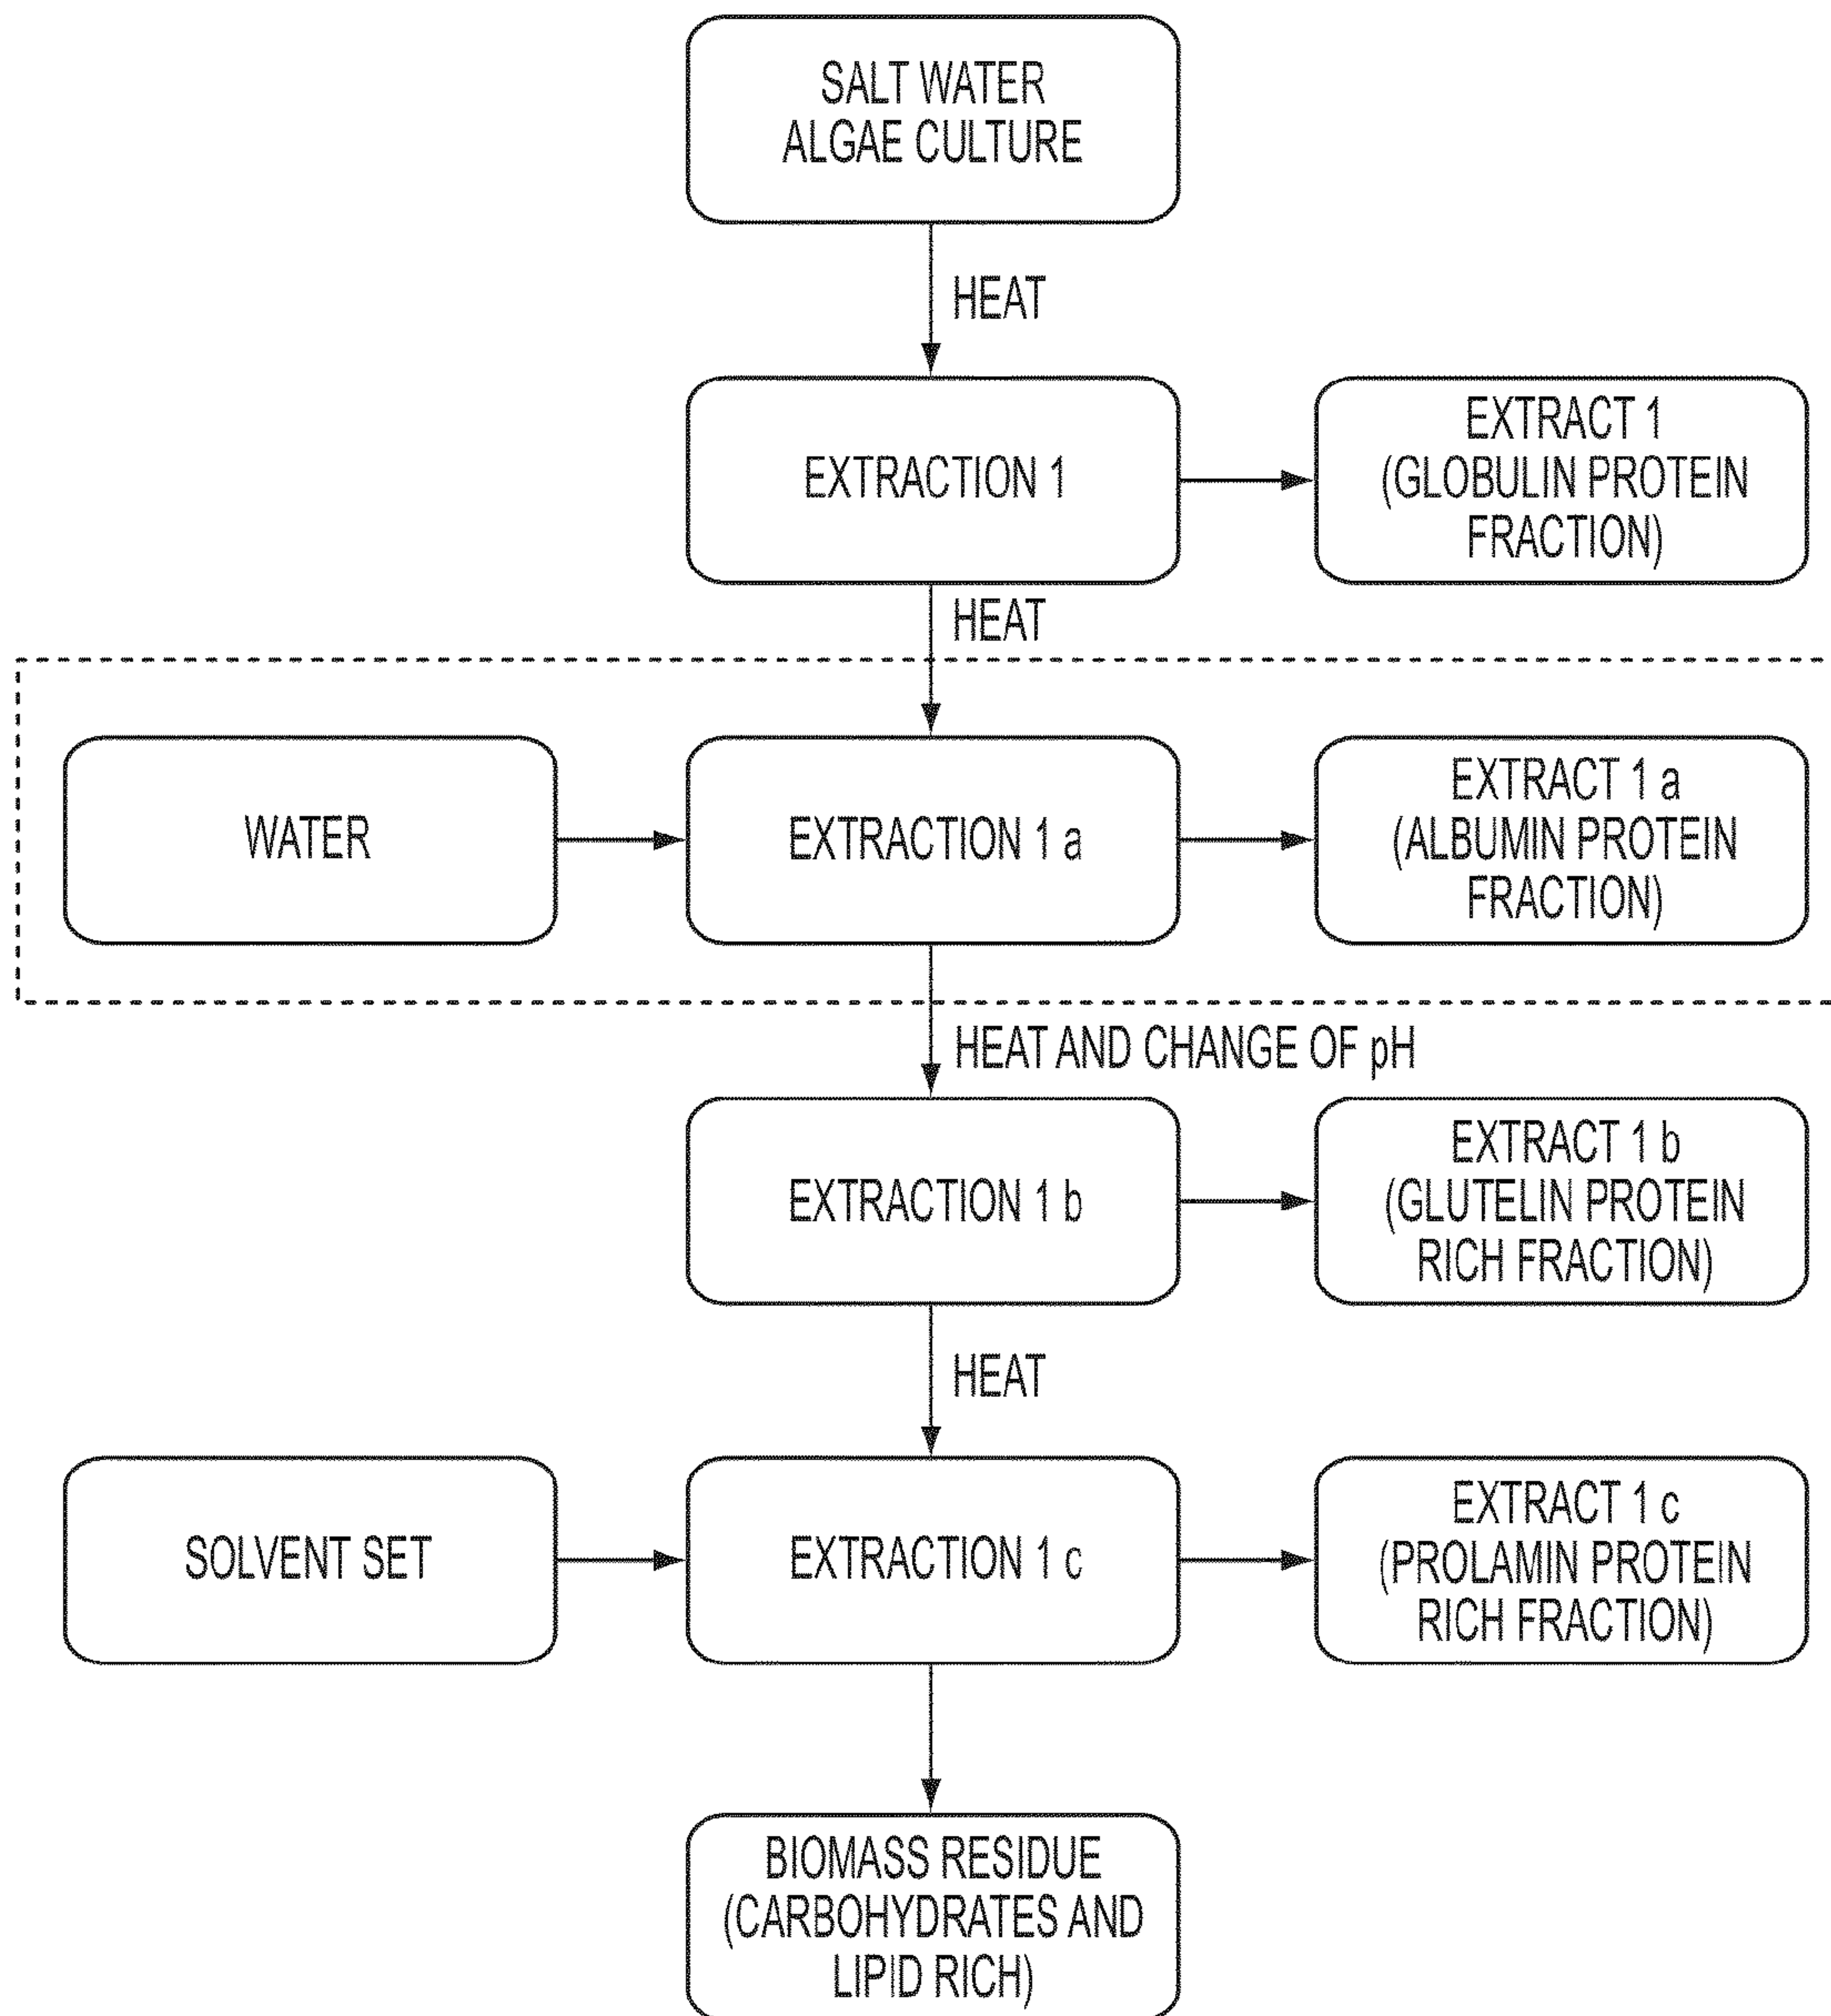 SALT WATER
ALGAE CULTURE
HEAT
EXTRACTION 1
EXTRACT 1
(GLOBULIN PROTEIN
FRACTION)
HEAT
WATER
EXTRACTION 1 a
EXTRACT 1 a
(ALBUMIN PROTEIN
FRACTION)
HEAT AND CHANGE OF pH
EXTRACTION 1 b
EXTRACT 1 b
(GLUTELIN PROTEIN
RICH FRACTION)
HEAT
SOLVENT SET
EXTRACTION 1 c
EXTRACT 1 c
(PROLAMIN PROTEIN
RICH FRACTION)
BIOMASS RESIDUE
(CARBOHYDRATES AND
LIPID RICH)